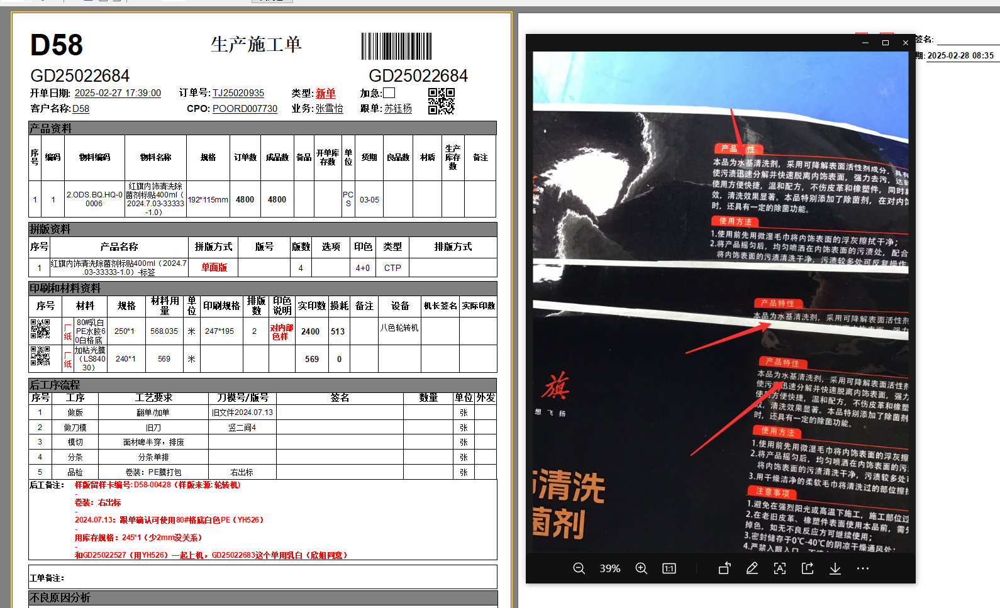 D58
生产施工单
GD25022684
GD25022684
开单日期: 2025-02-27 17:39:00 订单号: TJ25020935 类型: 新单 加急:
客户名称: D58 CPO: POORD007730 业务: 张雪怡 跟单: 苏钰杨
产品资料
序号 编码 物料编码 物料名称 规格 订单数 成品数 备品 开单库存数 单位 货期 良品数 材质 生产库存数 备注
1 1 2.ODS.BQ.HQ-00006 红旗内饰清洗除菌剂标贴400ml（2024.7.03-33333-1.0） 192*115mm 4800 4800 PCS 03-05
拼版资料
序号 产品名称 拼版方式 版号 版数 选项 印色 类型 排版方式
1 红旗内饰清洗除菌剂标贴400ml（2024.7.03-33333-1.0）-标签 单面版 4 4+0 CTP
印刷和材料资料
序号 材料 规格 材料用量 单位 印刷规格 排版数 印色说明 实印数 损耗 备注 设备 机长签名 实际印数
厂纸 80#乳白PE水胶60白格底 250*1 568.035 米 247*195 2 对内部色样 2400 513 八色轮转机
厂纸 加粘光膜（LS84030） 240*1 569 米 569 0
后工序流程
序号 工序 工艺要求 刀模号/版号 签名 数量 单位 外发
1 做版 翻单/加单 旧文件2024.07.13 张
2 做刀模 旧刀 竖二间4 张
3 模切 面材啤半穿，排废 张
4 分条 分条单排 张
5 品检 卷装：PE膜打包 右出标 张
后工备注： 样版留样卡编号: D58-00428（样版来源: 轮转机)
-
卷装：右出标
-
2024.07.13：跟单确认可使用80#格底白色PE（YH526）
-
用库存规格：245*1（少2mm没关系）
-
和GD25022527（用YH526）一起上机，GD25022683这个单用乳白（欣姐同意）
工单备注：
不良原因分析
签名:
期: 2025-02-28 08:35
产品 性
本品为水基清洗剂，采用可降解表面活性剂成分，具有
使污渍迅速分解并快速脱离内饰表面，强力去污，达到
使用方便快捷，温和配方，不伤皮革和橡塑件，同时具
效，清洗效果显著。本品特别添加了除菌剂，在对内饰
时，还具有一定的除菌功能。
使用方法
1.使用前先用微湿毛巾将内饰表面的浮灰擦拭干净；
2.将产品摇匀后，均匀喷洒在内饰表面的污渍处，配合
将内饰表面的污渍清洗干净，污渍较多处可反复操作
产品特性
本品为水基清洗剂，采用可降解表面活性剂
产品特性
本品为水基清洗剂，采用可降解表面活性剂
使污渍迅速分解并快速脱离内饰表面，强力
使用方便快捷，温和配方，不伤皮革和橡塑
效，清洗效果显著。本品特别添加了除菌剂
时，还具有一定的除菌功能。
使用方法
1.使用前先用微湿毛巾将内饰表面的浮灰擦
2.将产品摇匀后，均匀喷洒在内饰表面的污
将内饰表面的污渍清洗干净，污渍较多处可
3.用干燥洁净的柔软毛巾将清洗过的部位擦拭
注意事项
1.避免在强烈阳光或高温下施工，施工部位过
2.在老旧皮革、橡塑件表面使用本品前，需先
掉色，如无不良反应方可继续使用；
3.密封储存于0℃-40℃的阴凉干燥通风处；
4.严禁入眼入口
旗
想 飞 扬
清洗
菌剂
39%
1:1